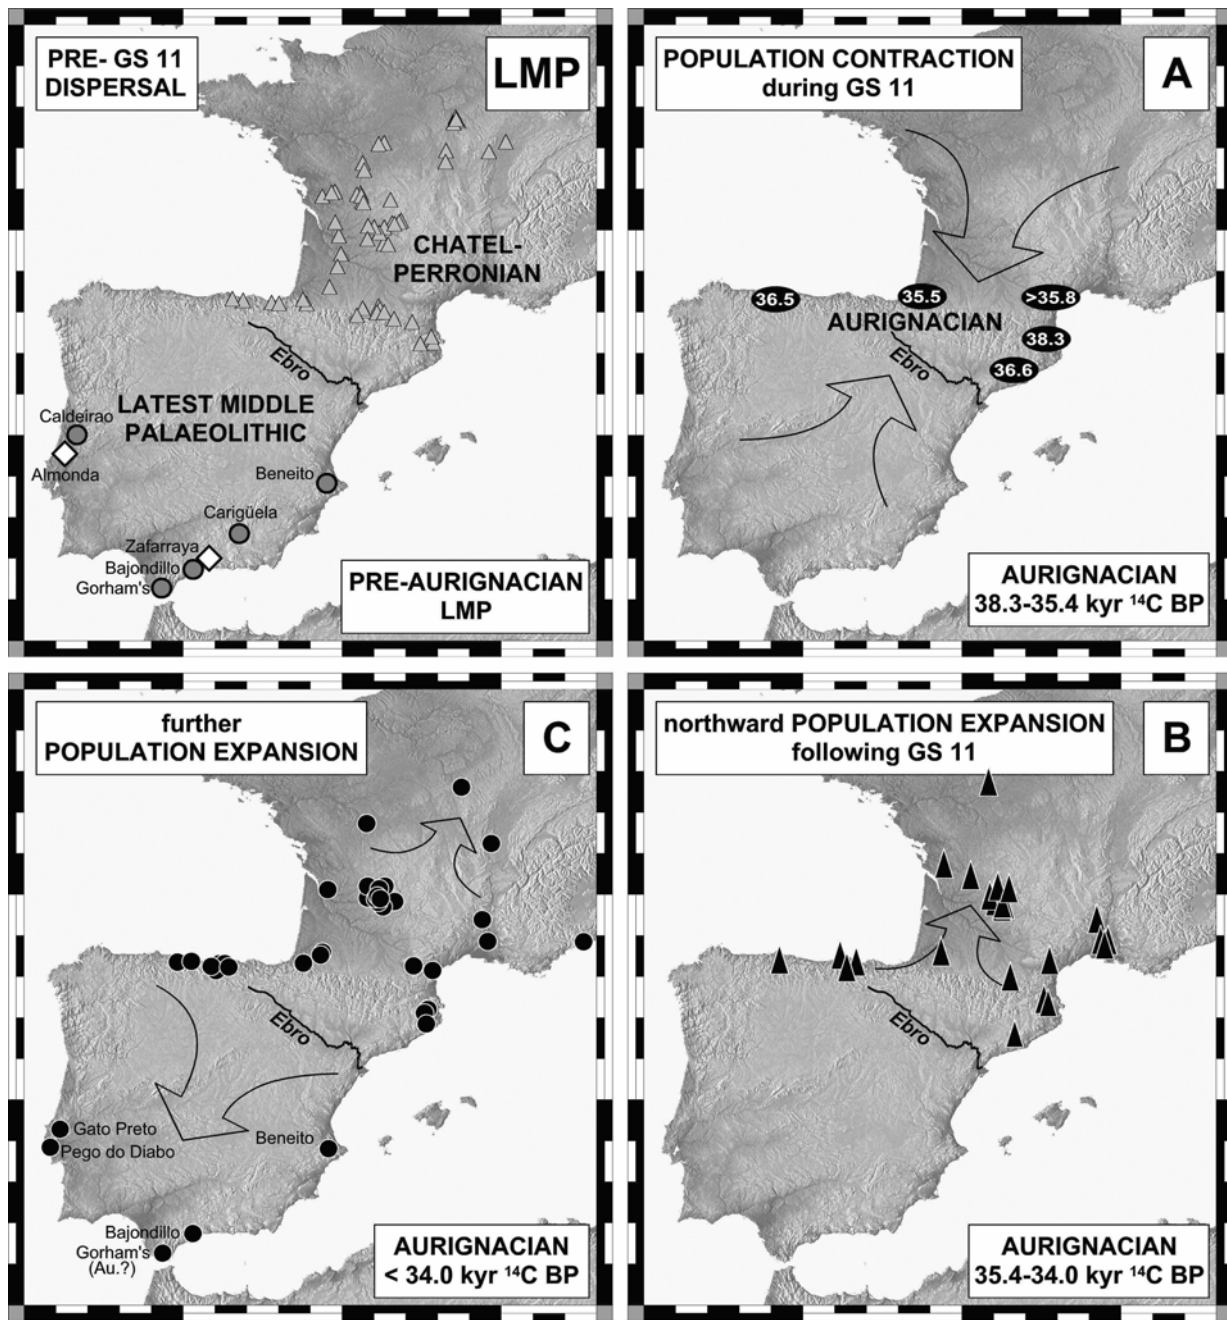 PRE- GS 11
DISPERSAL
LMP
CHATEL-
PERRONIAN
Ebro
LATEST MIDDLE
PALAEOLITHIC
Caldeirao
Almonda
Beneito
Carigüela
Zafarraya
Bajondillo
Gorham's
PRE-AURIGNACIAN
LMP
POPULATION CONTRACTION
during GS 11
A
36.5
35.5
>35.8
AURIGNACIAN
38.3
Ebro
36.6
AURIGNACIAN
38.3-35.4 kyr ¹⁴C BP
further
POPULATION EXPANSION
C
Ebro
Gato Preto
Pego do Diabo
Beneito
Bajondillo
Gorham's
(Au.?)
AURIGNACIAN
< 34.0 kyr ¹⁴C BP
northward POPULATION EXPANSION
following GS 11
B
Ebro
AURIGNACIAN
35.4-34.0 kyr ¹⁴C BP